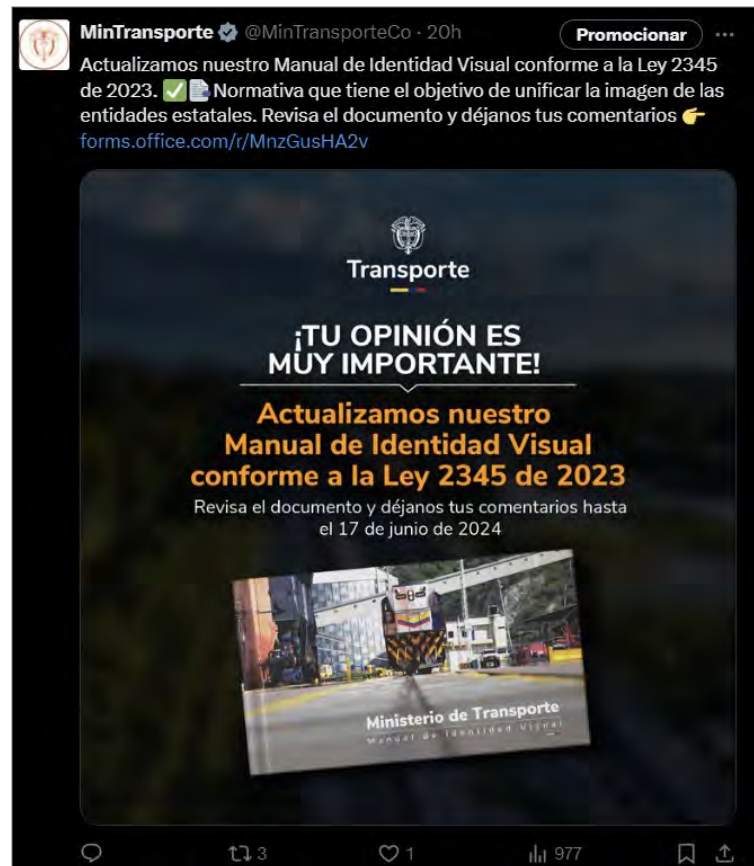 MinTransporte @MinTransporteCo · 20h
Promocionar
Actualizamos nuestro Manual de Identidad Visual conforme a la Ley 2345
de 2023. ✅📑 Normativa que tiene el objetivo de unificar la imagen de las
entidades estatales. Revisa el documento y déjanos tus comentarios 👉
forms.office.com/r/MnzGusHA2v
Transporte
¡TU OPINIÓN ES
MUY IMPORTANTE!
Actualizamos nuestro
Manual de Identidad Visual
conforme a la Ley 2345 de 2023
Revisa el documento y déjanos tus comentarios hasta
el 17 de junio de 2024
Ministerio de Transporte
Manual de Identidad Visual
3
1
977